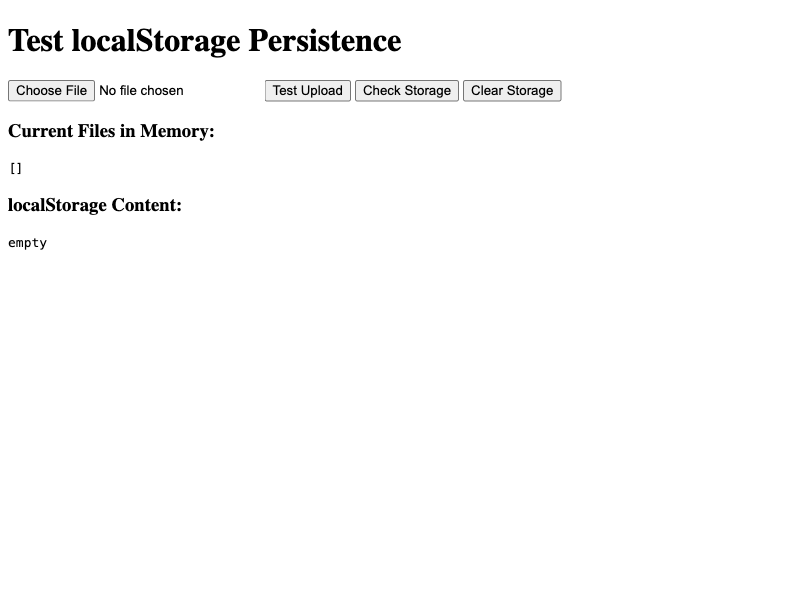 Test localStorage Persistence
Choose File No file chosen Test Upload Check Storage Clear Storage
Current Files in Memory:
[]
localStorage Content:
empty